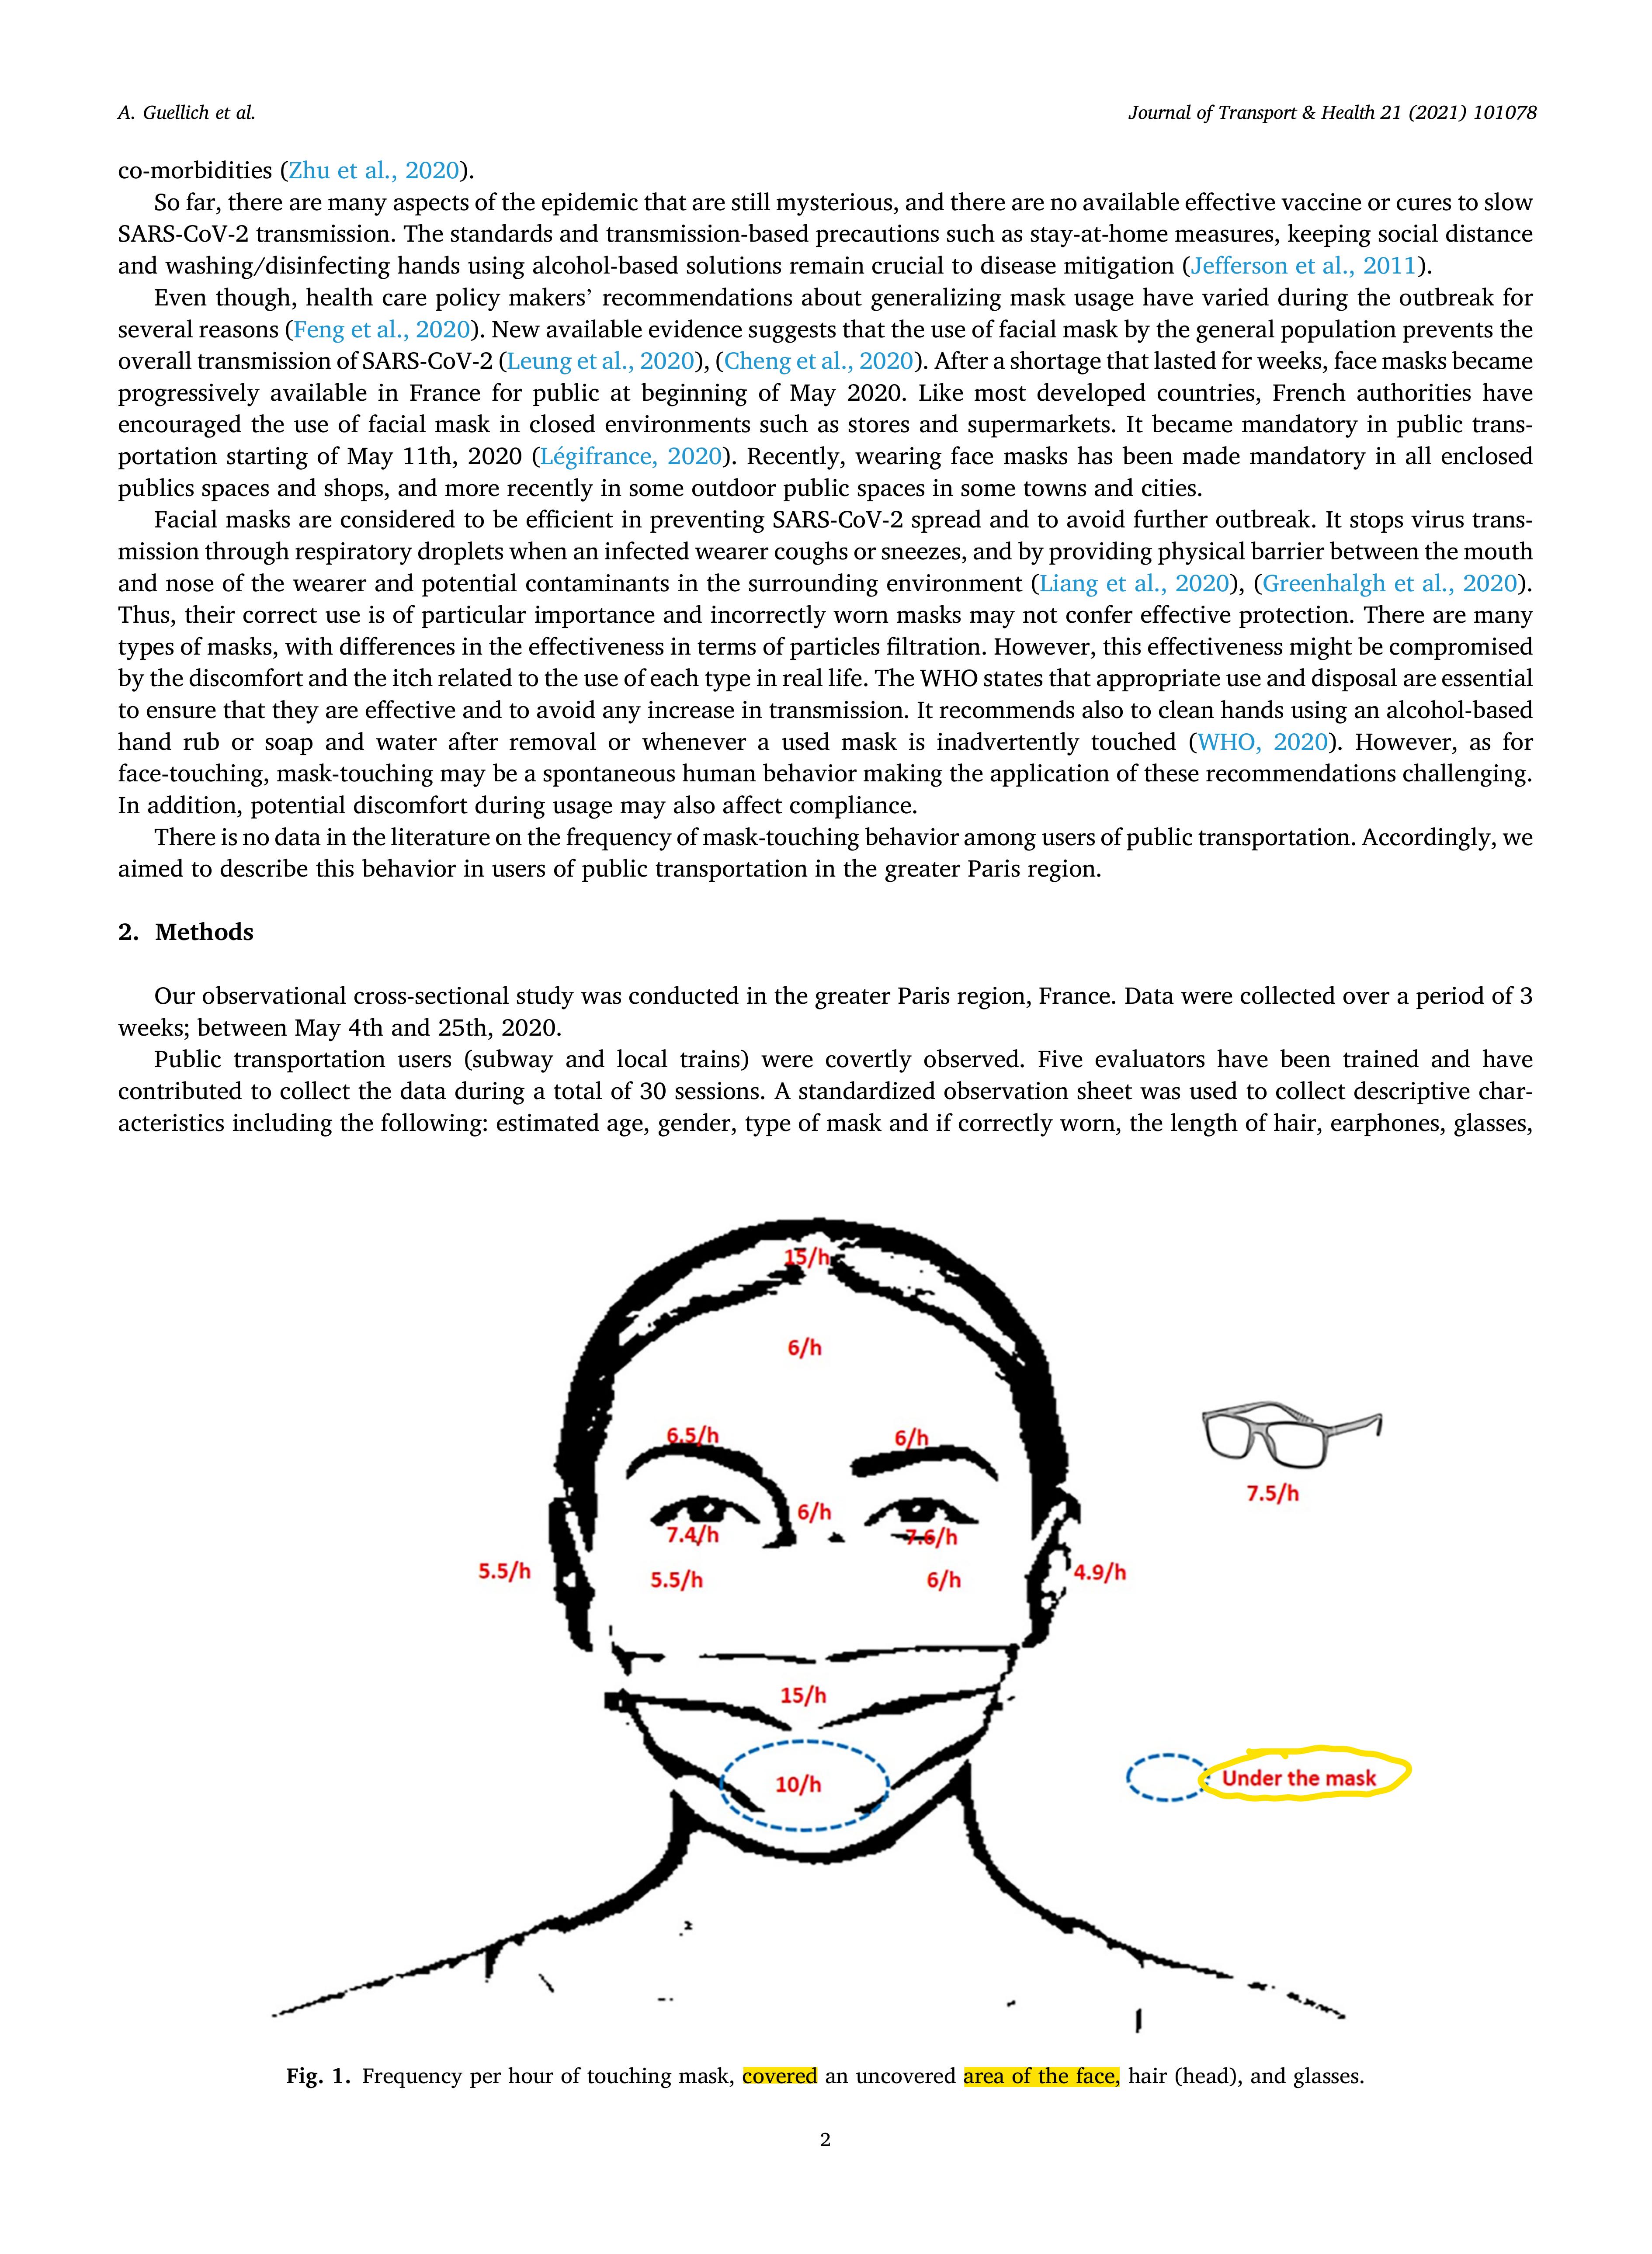 A. Guellich et al.
Journal of Transport & Health 21 (2021) 101078
co-morbidities (Zhu et al., 2020).
So far, there are many aspects of the epidemic that are still mysterious, and there are no available effective vaccine or cures to slow
SARS-CoV-2 transmission. The standards and transmission-based precautions such as stay-at-home measures, keeping social distance
and washing/disinfecting hands using alcohol-based solutions remain crucial to disease mitigation (Jefferson et al., 2011).
Even though, health care policy makers' recommendations about generalizing mask usage have varied during the outbreak for
several reasons (Feng et al., 2020). New available evidence suggests that the use of facial mask by the general population prevents the
overall transmission of SARS-CoV-2 (Leung et al., 2020), (Cheng et al., 2020). After a shortage that lasted for weeks, face masks became
progressively available in France for public at beginning of May 2020. Like most developed countries, French authorities have
encouraged the use of facial mask in closed environments such as stores and supermarkets. It became mandatory in public trans-
portation starting of May 11th, 2020 (Légifrance, 2020). Recently, wearing face masks has been made mandatory in all enclosed
publics spaces and shops, and more recently in some outdoor public spaces in some towns and cities.
Facial masks are considered to be efficient in preventing SARS-CoV-2 spread and to avoid further outbreak. It stops virus trans-
mission through respiratory droplets when an infected wearer coughs or sneezes, and by providing physical barrier between the mouth
and nose of the wearer and potential contaminants in the surrounding environment (Liang et al., 2020), (Greenhalgh et al., 2020).
Thus, their correct use is of particular importance and incorrectly worn masks may not confer effective protection. There are many
types of masks, with differences in the effectiveness in terms of particles filtration. However, this effectiveness might be compromised
by the discomfort and the itch related to the use of each type in real life. The WHO states that appropriate use and disposal are essential
to ensure that they are effective and to avoid any increase in transmission. It recommends also to clean hands using an alcohol-based
hand rub or soap and water after removal or whenever a used mask is inadvertently touched (WHO, 2020). However, as for
face-touching, mask-touching may be a spontaneous human behavior making the application of these recommendations challenging.
In addition, potential discomfort during usage may also affect compliance.
There is no data in the literature on the frequency of mask-touching behavior among users of public transportation. Accordingly, we
aimed to describe this behavior in users of public transportation in the greater Paris region.
2. Methods
Our observational cross-sectional study was conducted in the greater Paris region, France. Data were collected over a period of 3
weeks; between May 4th and 25th, 2020.
Public transportation users (subway and local trains) were covertly observed. Five evaluators have been trained and have
contributed to collect the data during a total of 30 sessions. A standardized observation sheet was used to collect descriptive char-
acteristics including the following: estimated age, gender, type of mask and if correctly worn, the length of hair, earphones, glasses,
15/h
6/h
6.5/h
6/h
7.5/h
6/h
7.4/h
7.6/h
5.5/h
5.5/h
6/h
4.9/h
15/h
10/h
Under the mask
Fig. 1. Frequency per hour of touching mask, covered an uncovered area of the face, hair (head), and glasses.
2